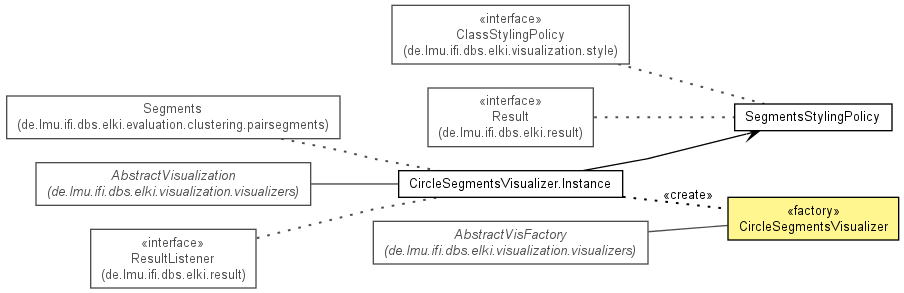 «interface»
ClassStylingPolicy
(de.lmu.ifi.dbs.elki.visualization.style)
Segments
(de.lmu.ifi.dbs.elki.evaluation.clustering.pairsegments)
«interface»
Result
(de.lmu.ifi.dbs.elki.result)
SegmentsStylingPolicy
AbstractVisualization
(de.lmu.ifi.dbs.elki.visualization.visualizers)
CircleSegmentsVisualizer.Instance
«create»
«factory»
CircleSegmentsVisualizer
«interface»
ResultListener
(de.lmu.ifi.dbs.elki.result)
AbstractVisFactory
(de.lmu.ifi.dbs.elki.visualization.visualizers)